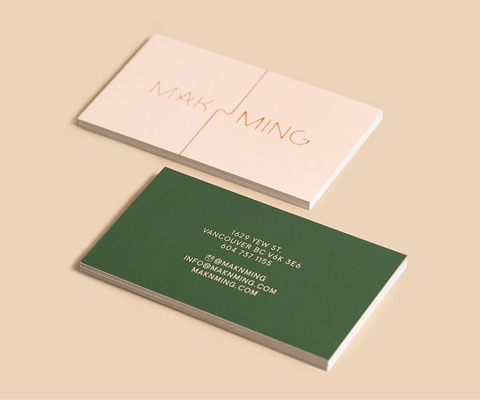 MAK
MING
1629 YEW ST.
VANCOUVER BC V6K 3E6
604 737 1155
@MAKNMING
INFO@MAKNMING.COM
MAKNMING.COM